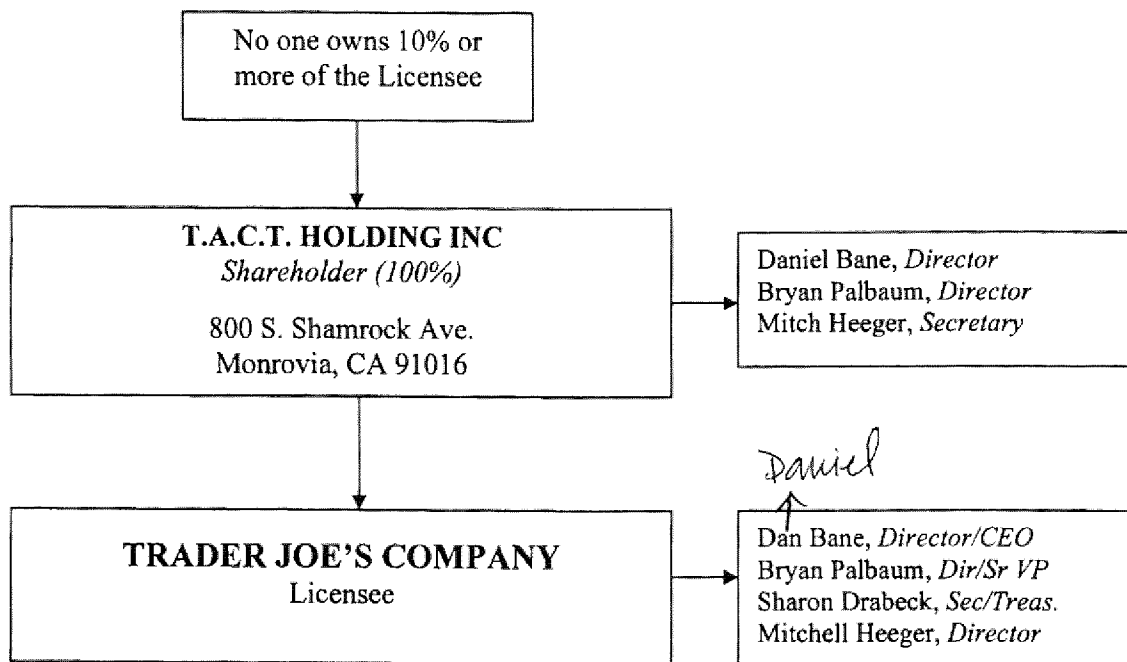 No one owns 10% or
more of the Licensee
T.A.C.T. HOLDING INC
Shareholder (100%)
800 S. Shamrock Ave.
Monrovia, CA 91016
Daniel Bane, Director
Bryan Palbaum, Director
Mitch Heeger, Secretary
Daniel
TRADER JOE'S COMPANY
Licensee
Dan Bane, Director/CEO
Bryan Palbaum, Dir/Sr VP
Sharon Drabeck, Sec/Treas.
Mitchell Heeger, Director